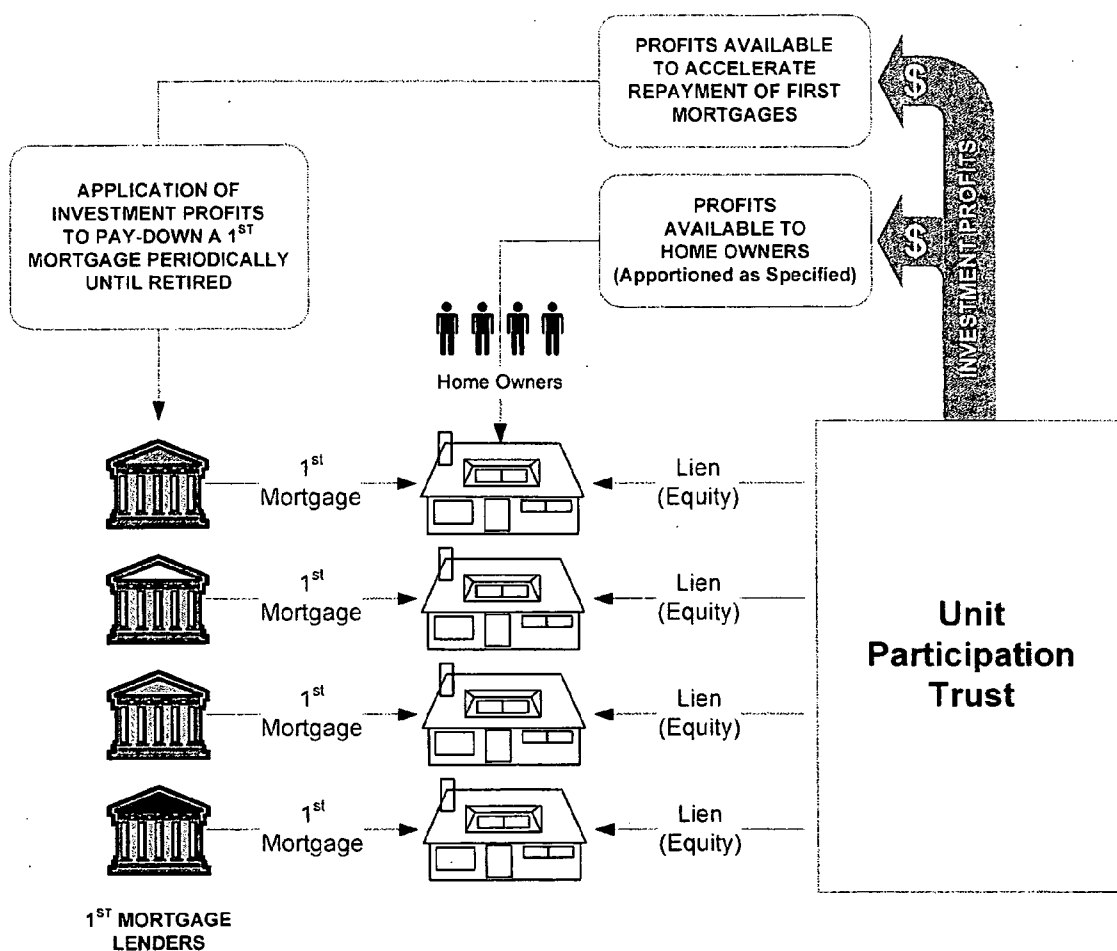 PROFITS AVAILABLE
TO ACCELERATE
REPAYMENT OF FIRST
MORTGAGES
$
APPLICATION OF
INVESTMENT PROFITS
TO PAY-DOWN A 1ST
MORTGAGE PERIODICALLY
UNTIL RETIRED
PROFITS
AVAILABLE TO
HOME OWNERS
(Apportioned as Specified)
$
INVESTMENT PROFITS
Home Owners
1st
Mortgage
Lien
(Equity)
1st
Mortgage
Lien
(Equity)
1st
Mortgage
Lien
(Equity)
1st
Mortgage
Lien
(Equity)
Unit
Participation
Trust
1ST MORTGAGE
LENDERS